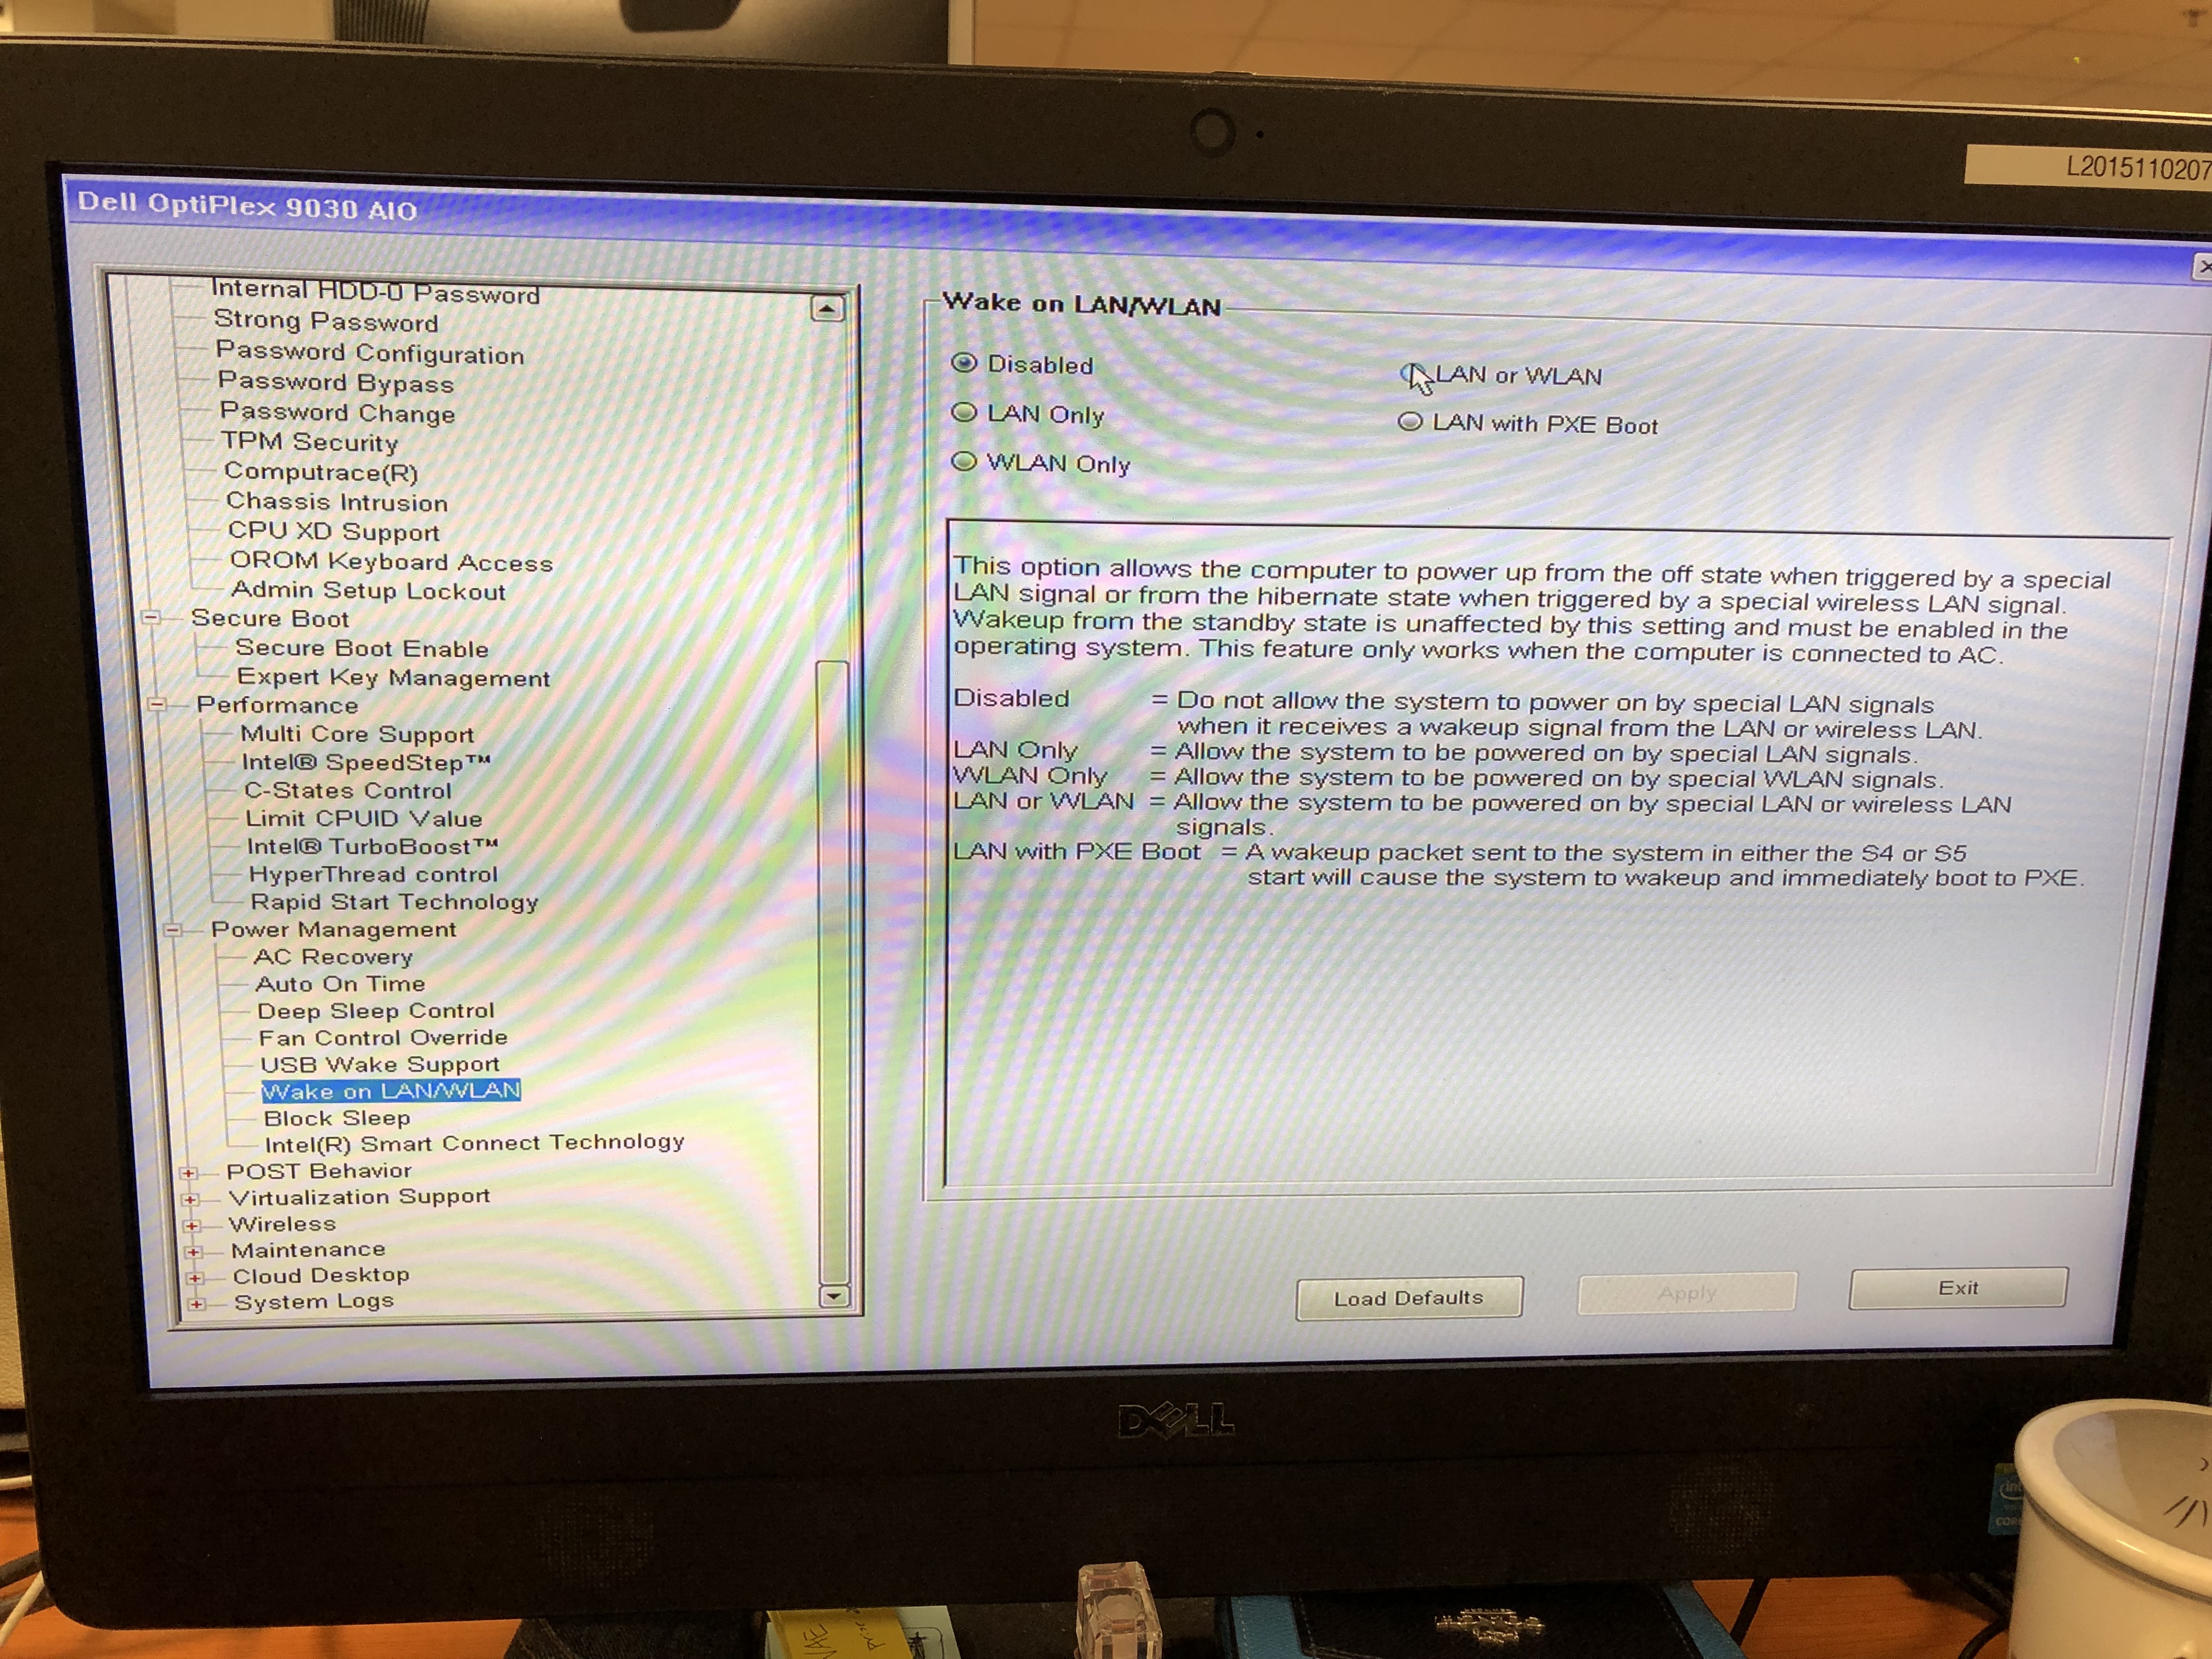 L2015110207
Dell OptiPlex 9030 AIO
Internal HDD-0 Password
Strong Password
Password Configuration
Password Bypass
Password Change
TPM Security
Computrace(R)
Chassis Intrusion
CPU XD Support
OROM Keyboard Access
Admin Setup Lockout
Secure Boot
Secure Boot Enable
Expert Key Management
Performance
Multi Core Support
Intel® SpeedStep™
C-States Control
Limit CPUID Value
Intel® TurboBoost™
HyperThread control
Rapid Start Technology
Power Management
AC Recovery
Auto On Time
Deep Sleep Control
Fan Control Override
USB Wake Support
Wake on LAN/WLAN
Block Sleep
Intel(R) Smart Connect Technology
POST Behavior
Virtualization Support
Wireless
Maintenance
Cloud Desktop
System Logs
Wake on LAN/WLAN
Disabled
LAN Only
WLAN Only
LAN or WLAN
LAN with PXE Boot
This option allows the computer to power up from the off state when triggered by a special
LAN signal or from the hibernate state when triggered by a special wireless LAN signal.
Wakeup from the standby state is unaffected by this setting and must be enabled in the
operating system. This feature only works when the computer is connected to AC.
Disabled = Do not allow the system to power on by special LAN signals
when it receives a wakeup signal from the LAN or wireless LAN.
LAN Only = Allow the system to be powered on by special LAN signals.
WLAN Only = Allow the system to be powered on by special WLAN signals.
LAN or WLAN = Allow the system to be powered on by special LAN or wireless LAN
signals.
LAN with PXE Boot = A wakeup packet sent to the system in either the S4 or S5
start will cause the system to wakeup and immediately boot to PXE.
Load Defaults
Apply
Exit
DELL